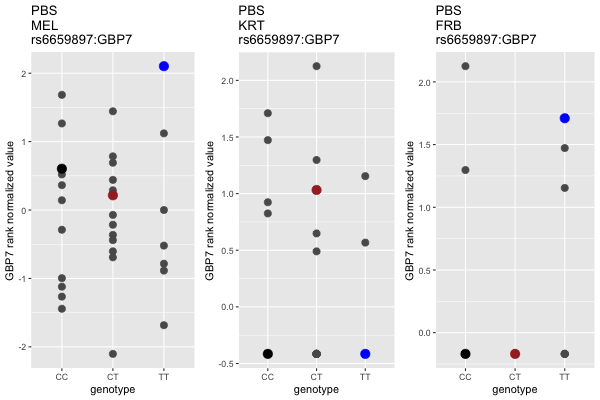 PBS
MEL
rs6659897:GBP7
GBP7 rank normalized value
2
1
0
-1
-2
CC
CT
TT
genotype
PBS
KRT
rs6659897:GBP7
GBP7 rank normalized value
2.0
1.5
1.0
0.5
0.0
-0.5
CC
CT
TT
genotype
PBS
FRB
rs6659897:GBP7
GBP7 rank normalized value
2.0
1.5
1.0
0.5
0.0
CC
CT
TT
genotype